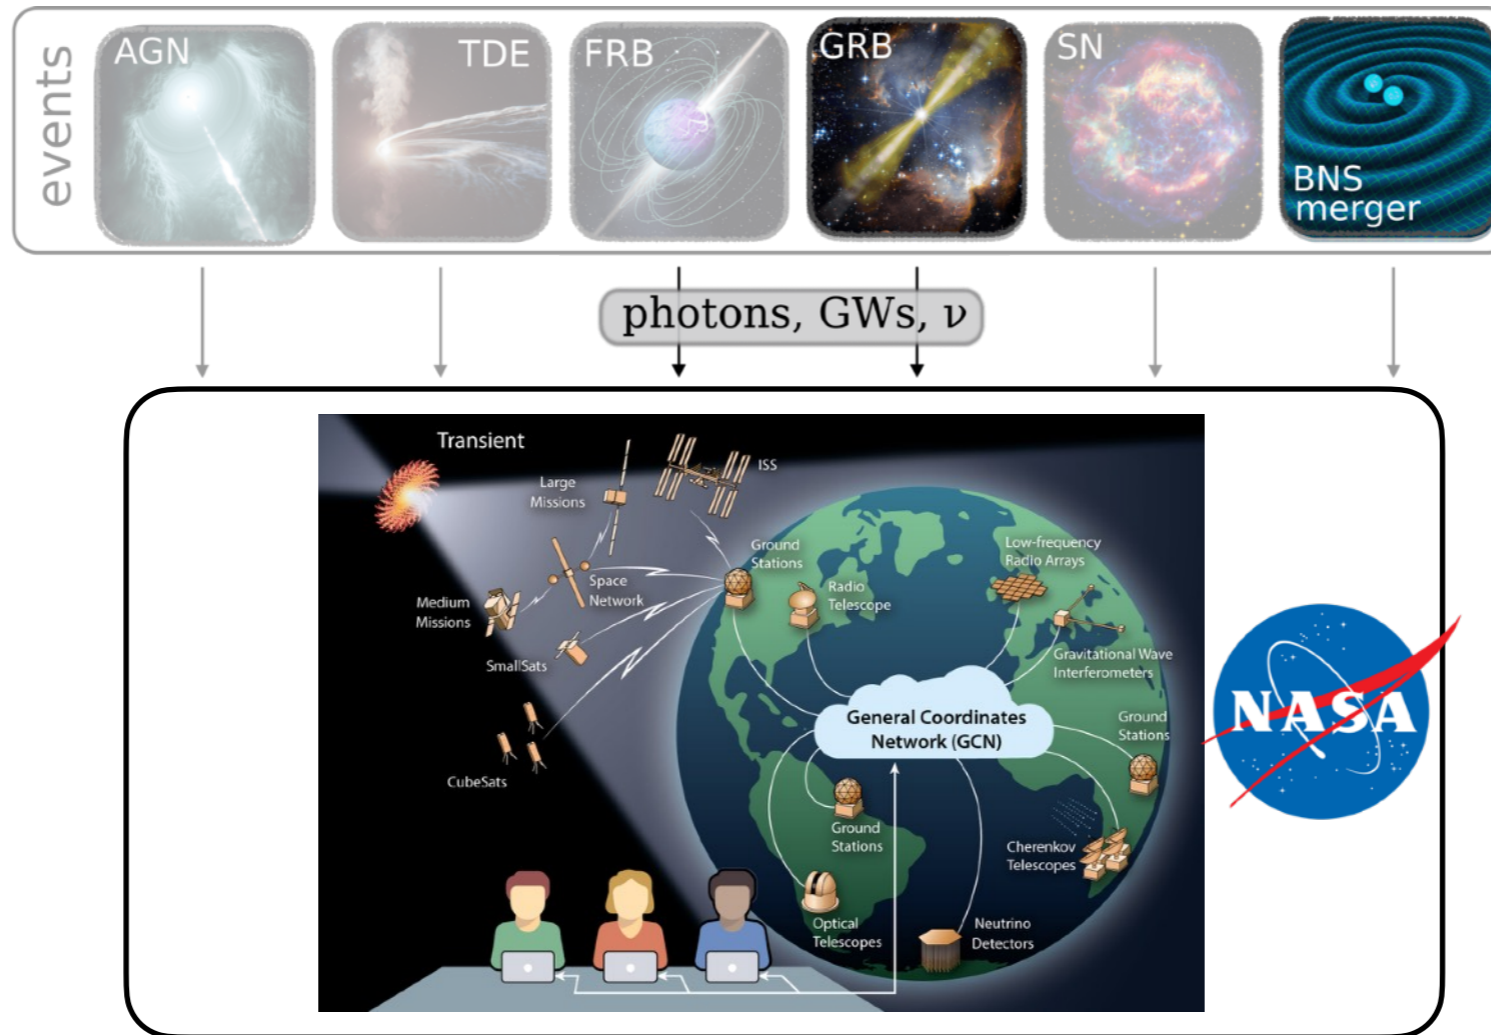 events
AGN
TDE
FRB
GRB
SN
BNS
merger
photons, GWs, ν
Transient
Large
Missions
ISS
Space
Network
Medium
Missions
SmallSats
CubeSats
Ground
Stations
Radio
Telescope
Low-frequency
Radio Arrays
Gravitational Wave
Interferometers
General Coordinates
Network (GCN)
Ground
Stations
Ground
Stations
Cherenkov
Telescopes
Optical
Telescopes
Neutrino
Detectors
NASA